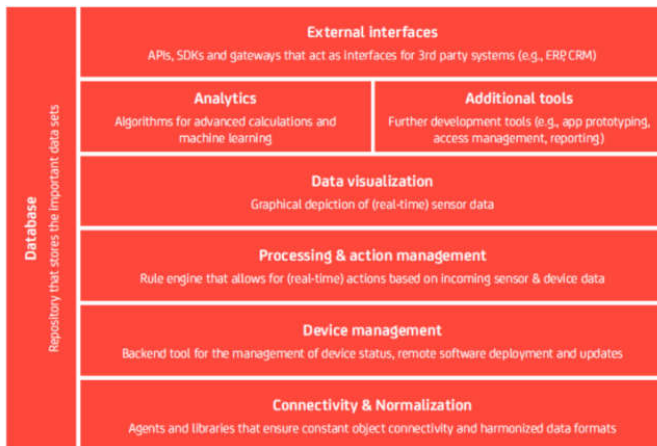 Database
Repository that stores the important data sets
External interfaces
APIs, SDKs and gateways that act as interfaces for 3rd party systems (e.g., ERP, CRM)
Analytics
Algorithms for advanced calculations and
machine learning
Additional tools
Further development tools (e.g., app prototyping,
access management, reporting)
Data visualization
Graphical depiction of (real-time) sensor data
Processing & action management
Rule engine that allows for (real-time) actions based on incoming sensor & device data
Device management
Backend tool for the management of device status, remote software deployment and updates
Connectivity & Normalization
Agents and libraries that ensure constant object connectivity and harmonized data formats